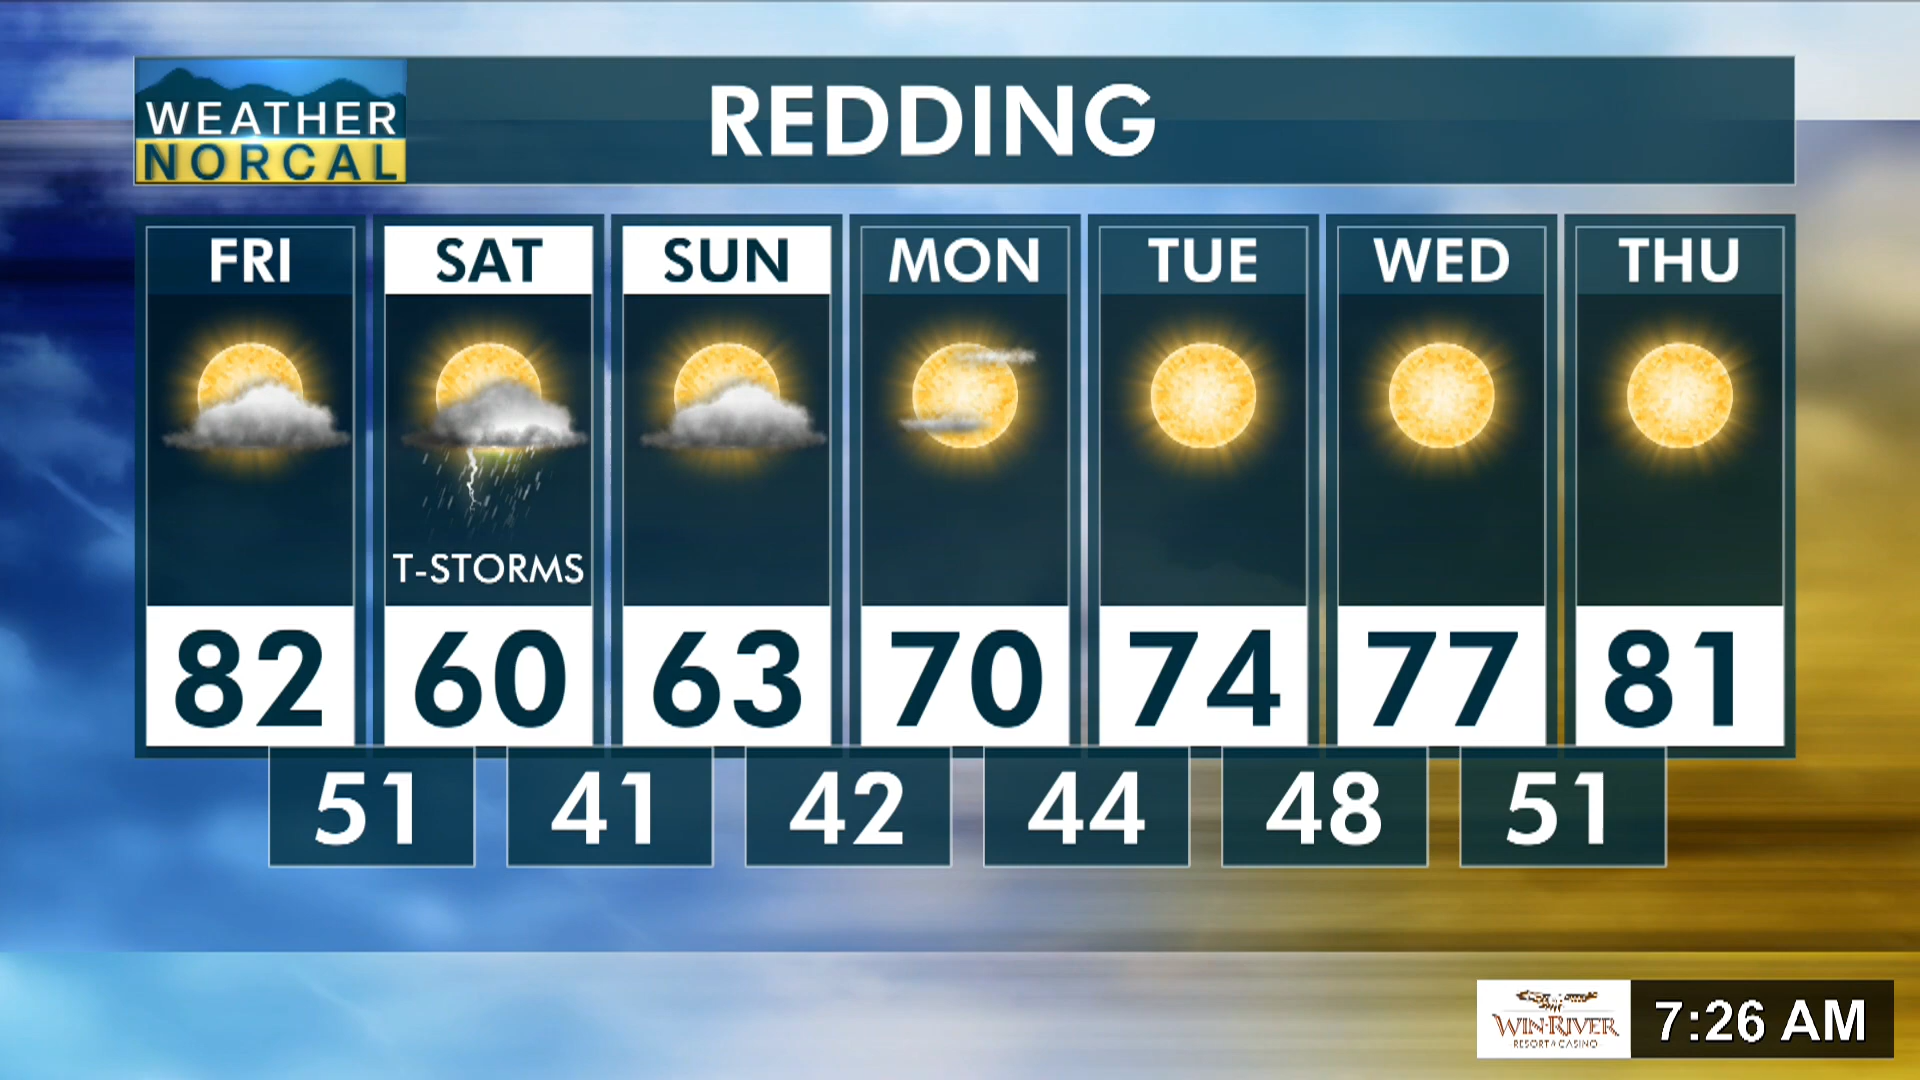 WEATHER
NORCAL
REDDING
FRI SAT SUN MON TUE WED THU
T-STORMS
82 60 63 70 74 77 81
51 41 42 44 48 51
WIN-RIVER
RESORT & CASINO
7:26 AM